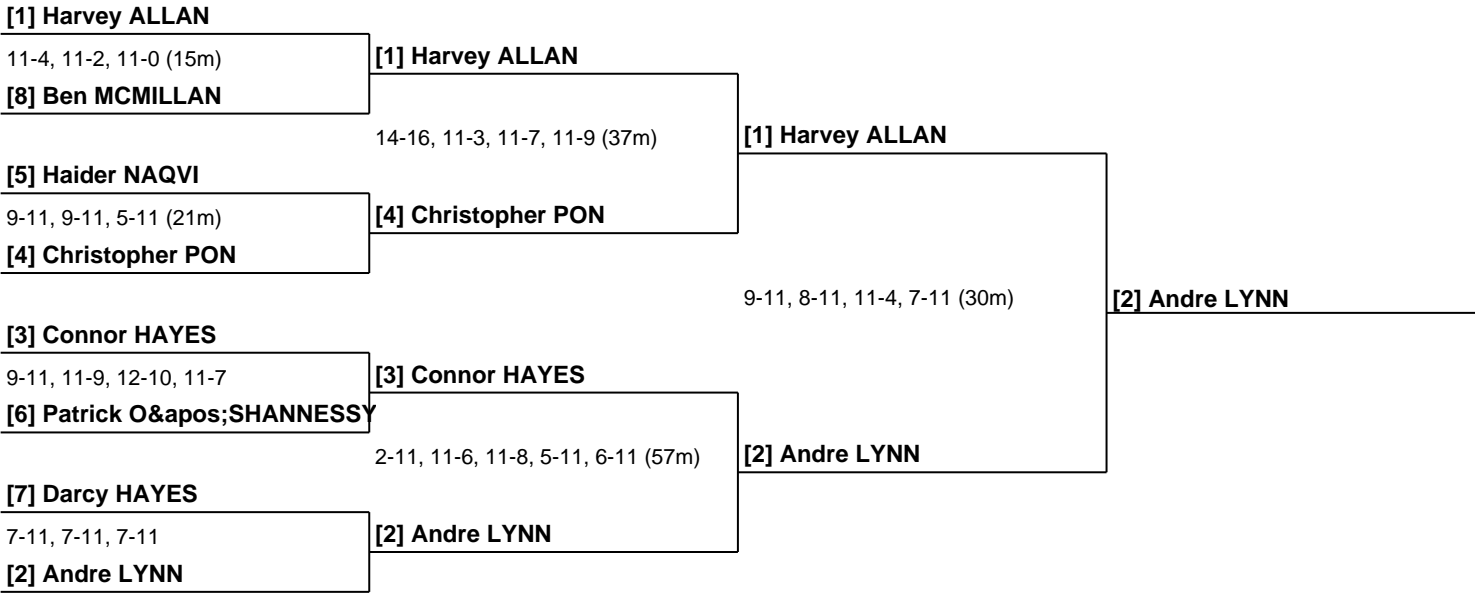 [1] Harvey ALLAN
11-4, 11-2, 11-0 (15m)
[1] Harvey ALLAN
[8] Ben MCMILLAN
14-16, 11-3, 11-7, 11-9 (37m)
[1] Harvey ALLAN
[5] Haider NAQVI
9-11, 9-11, 5-11 (21m)
[4] Christopher PON
[4] Christopher PON
9-11, 8-11, 11-4, 7-11 (30m)
[2] Andre LYNN
[3] Connor HAYES
9-11, 11-9, 12-10, 11-7
[3] Connor HAYES
[6] Patrick O&apos;SHANNESSY
2-11, 11-6, 11-8, 5-11, 6-11 (57m)
[2] Andre LYNN
[7] Darcy HAYES
7-11, 7-11, 7-11
[2] Andre LYNN
[2] Andre LYNN